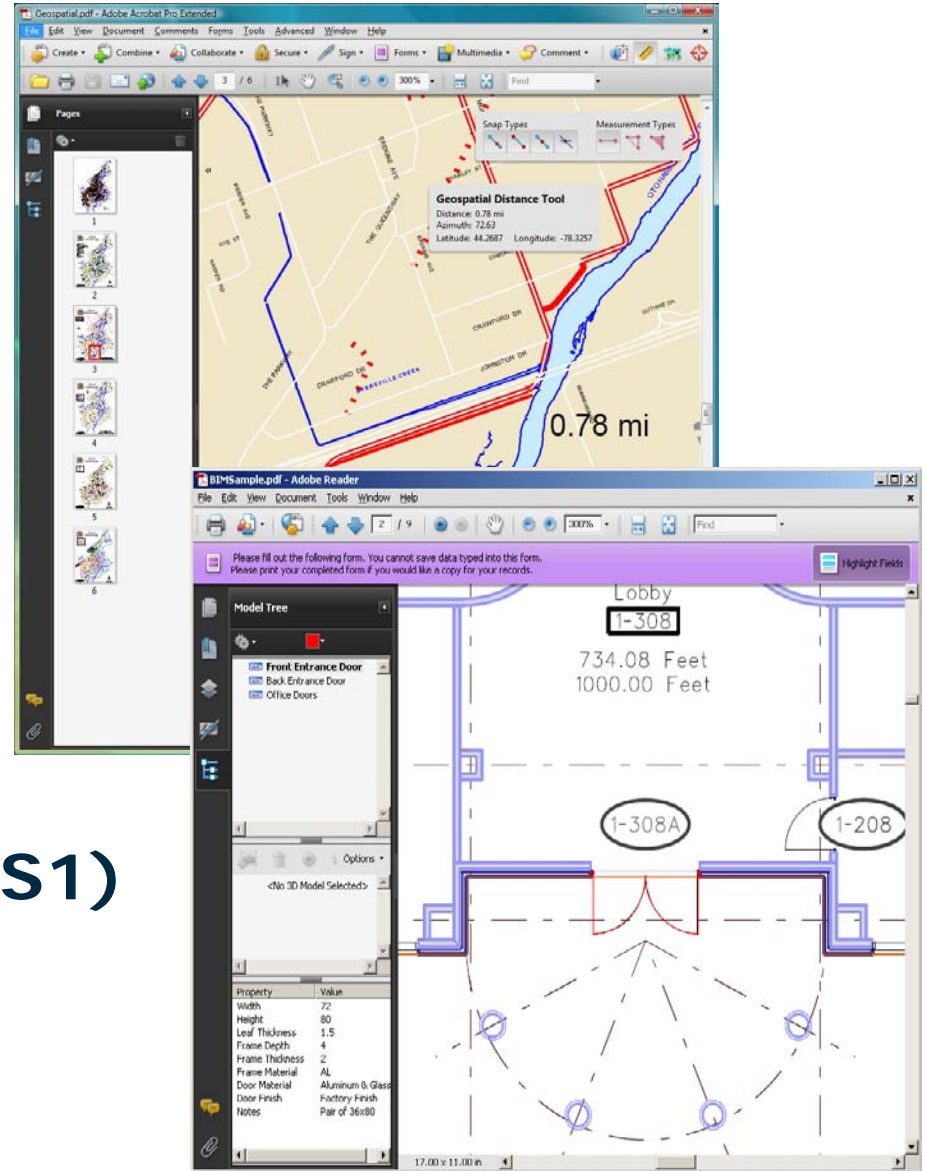 Geospatial.pdf - Adobe Acrobat Pro Extended
File Edit View Document Comments Forms Tools Advanced Window Help
Create Combine Collaborate Secure Sign Forms Multimedia Comment
3 / 6 300% Find
Pages
1
2
3
4
5
6
Snap Types Measurement Types
Geospatial Distance Tool
Distance: 0.78 mi
Azimuth: 72.63
Latitude: 44.2687 Longitude: -78.3257
ERSKINE AVE
THE QUEENSWAY
CRAWFORD DR
JOHNSTON DR
GUTHRIE DR
THE PARKWAY
CRAWFORD DR
0.78 mi
BIMSample.pdf - Adobe Reader
File Edit View Document Tools Window Help
2 / 9 300% Find
Please fill out the following form. You cannot save data typed into this form.
Please print your completed form if you would like a copy for your records.
Highlight Fields
Model Tree
Front Entrance Door
Back Entrance Door
Office Doors
Options
<No 3D Model Selected>
Property Value
Width 72
Height 80
Leaf Thickness 1.5
Frame Depth 4
Frame Thickness 2
Frame Material AL
Door Material Aluminum & Glass
Door Finish Factory Finish
Notes Pair of 36x80
Lobby
1-308
734.08 Feet
1000.00 Feet
1-308A
1-208
17.00 x 11.00 in
S1)